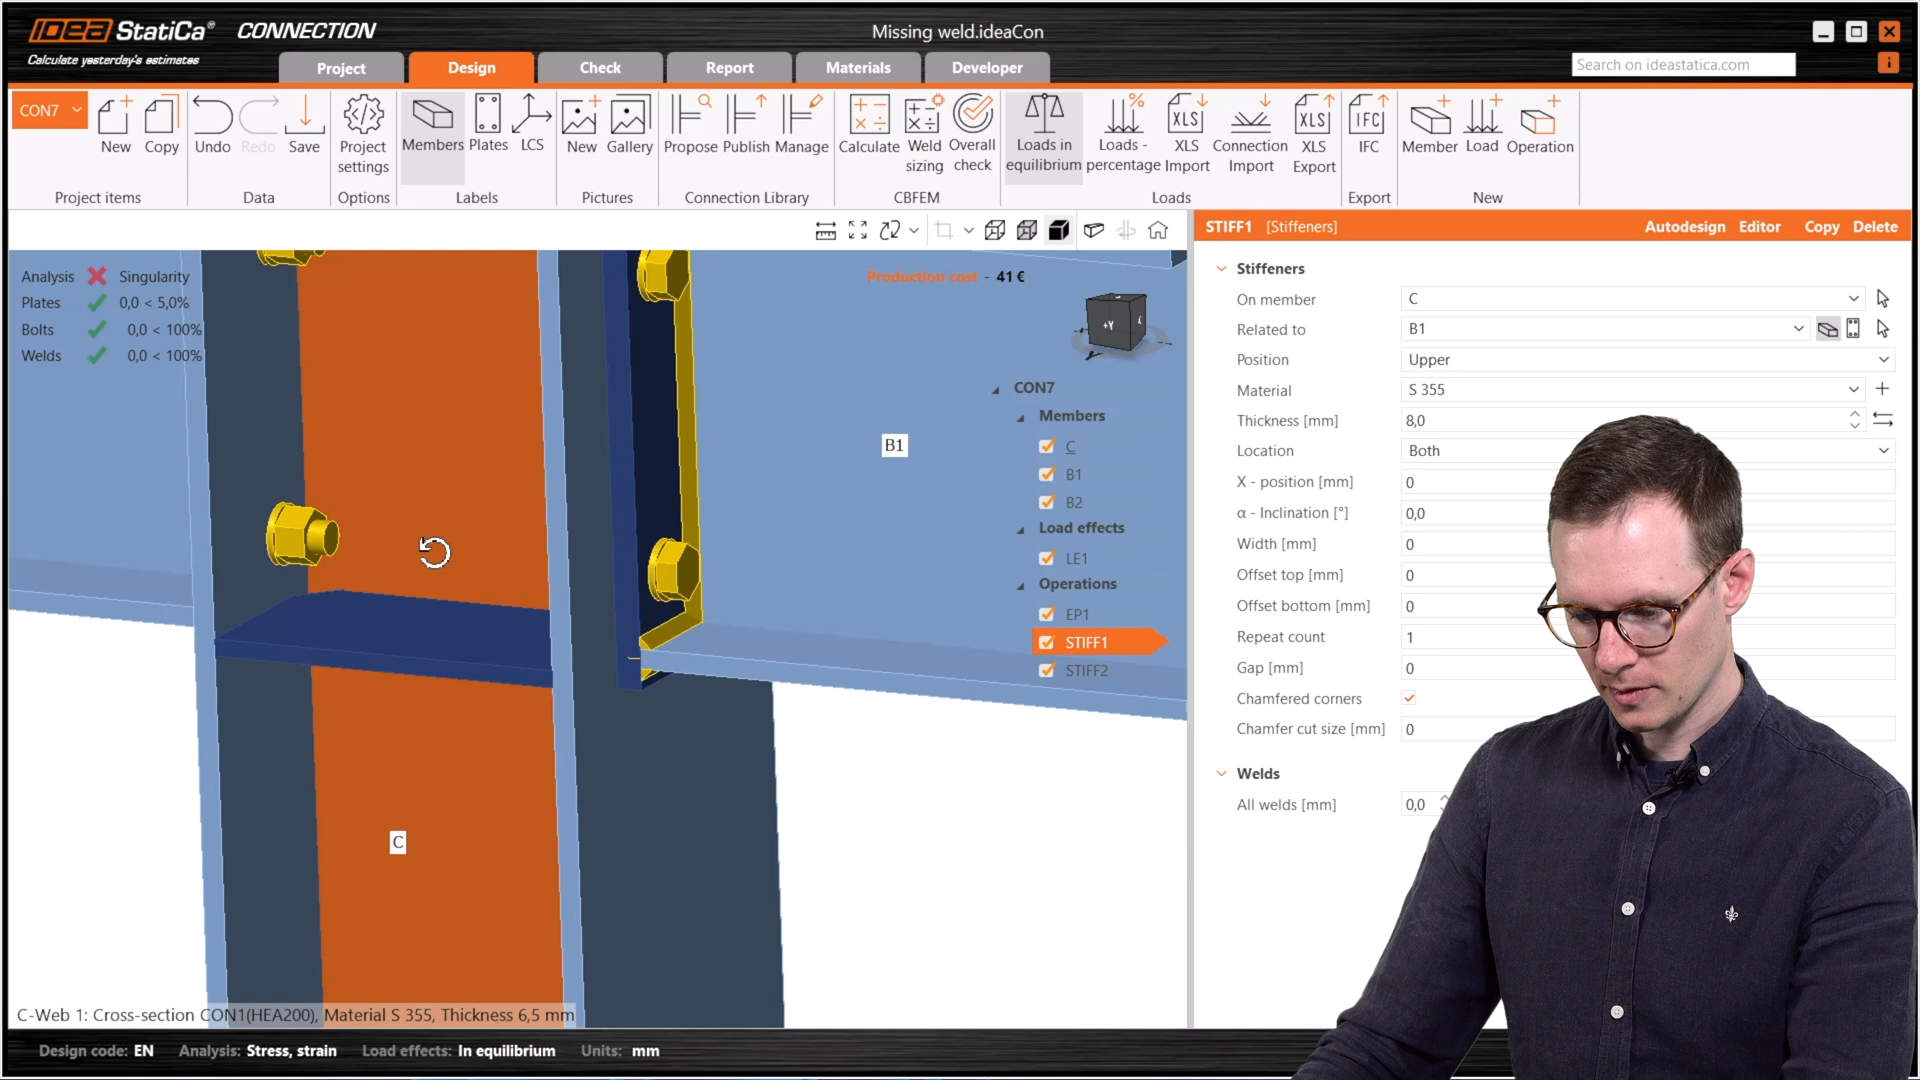 IDEA StatiCa® CONNECTION
Calculate yesterday's estimates
Missing weld.ideaCon
Project
Design
Check
Report
Materials
Developer
Search on ideastatica.com
CON7
New
Copy
Undo
Redo
Save
Project settings
Members
Plates
LCS
New
Gallery
Propose
Publish
Manage
Calculate
Weld sizing
Overall check
Loads in equilibrium
Loads - percentage
XLS Import
Connection Import
XLS Export
IFC
Member
Load
Operation
Project items
Data
Options
Labels
Pictures
Connection Library
CBFEM
Loads
Export
New
Analysis Singularity
Plates 0,0 < 5,0%
Bolts 0,0 < 100%
Welds 0,0 < 100%
Production cost - 41 €
+Y
B1
C
CON7
Members
C
B1
B2
Load effects
LE1
Operations
EP1
STIFF1
STIFF2
STIFF1 [Stiffeners]
Autodesign
Editor
Copy
Delete
Stiffeners
On member C
Related to B1
Position Upper
Material S 355
Thickness [mm] 8,0
Location Both
X - position [mm] 0
α - Inclination [°] 0,0
Width [mm] 0
Offset top [mm] 0
Offset bottom [mm] 0
Repeat count 1
Gap [mm] 0
Chamfered corners
Chamfer cut size [mm] 0
Welds
All welds [mm] 0,0
C-Web 1: Cross-section CON1(HEA200), Material S 355, Thickness 6,5 mm
Design code: EN Analysis: Stress, strain Load effects: In equilibrium Units: mm